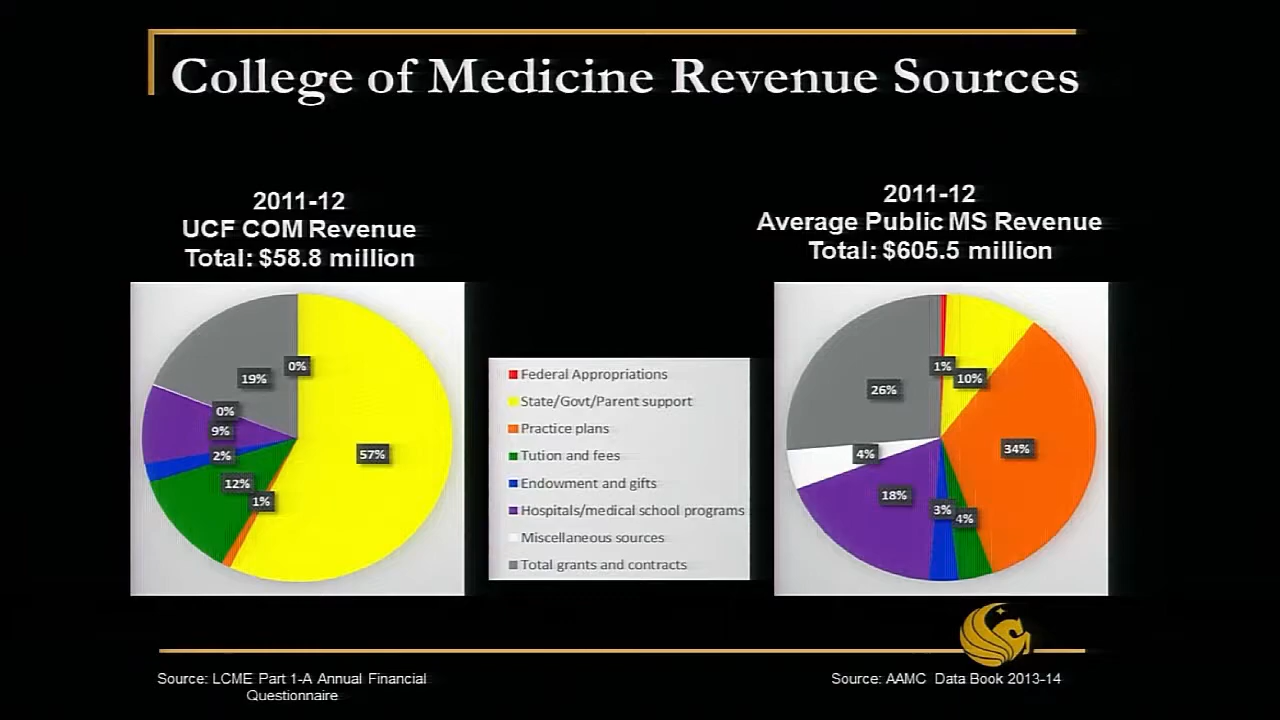 College of Medicine Revenue Sources
2011-12
UCF COM Revenue
Total: $58.8 million
2011-12
Average Public MS Revenue
Total: $605.5 million
0%
19%
0%
9%
2%
12%
1%
57%
Federal Appropriations
State/Govt/Parent support
Practice plans
Tution and fees
Endowment and gifts
Hospitals/medical school programs
Miscellaneous sources
Total grants and contracts
1%
10%
26%
34%
4%
18%
3%
4%
Source: LCME Part 1-A Annual Financial
Questionnaire
Source: AAMC Data Book 2013-14